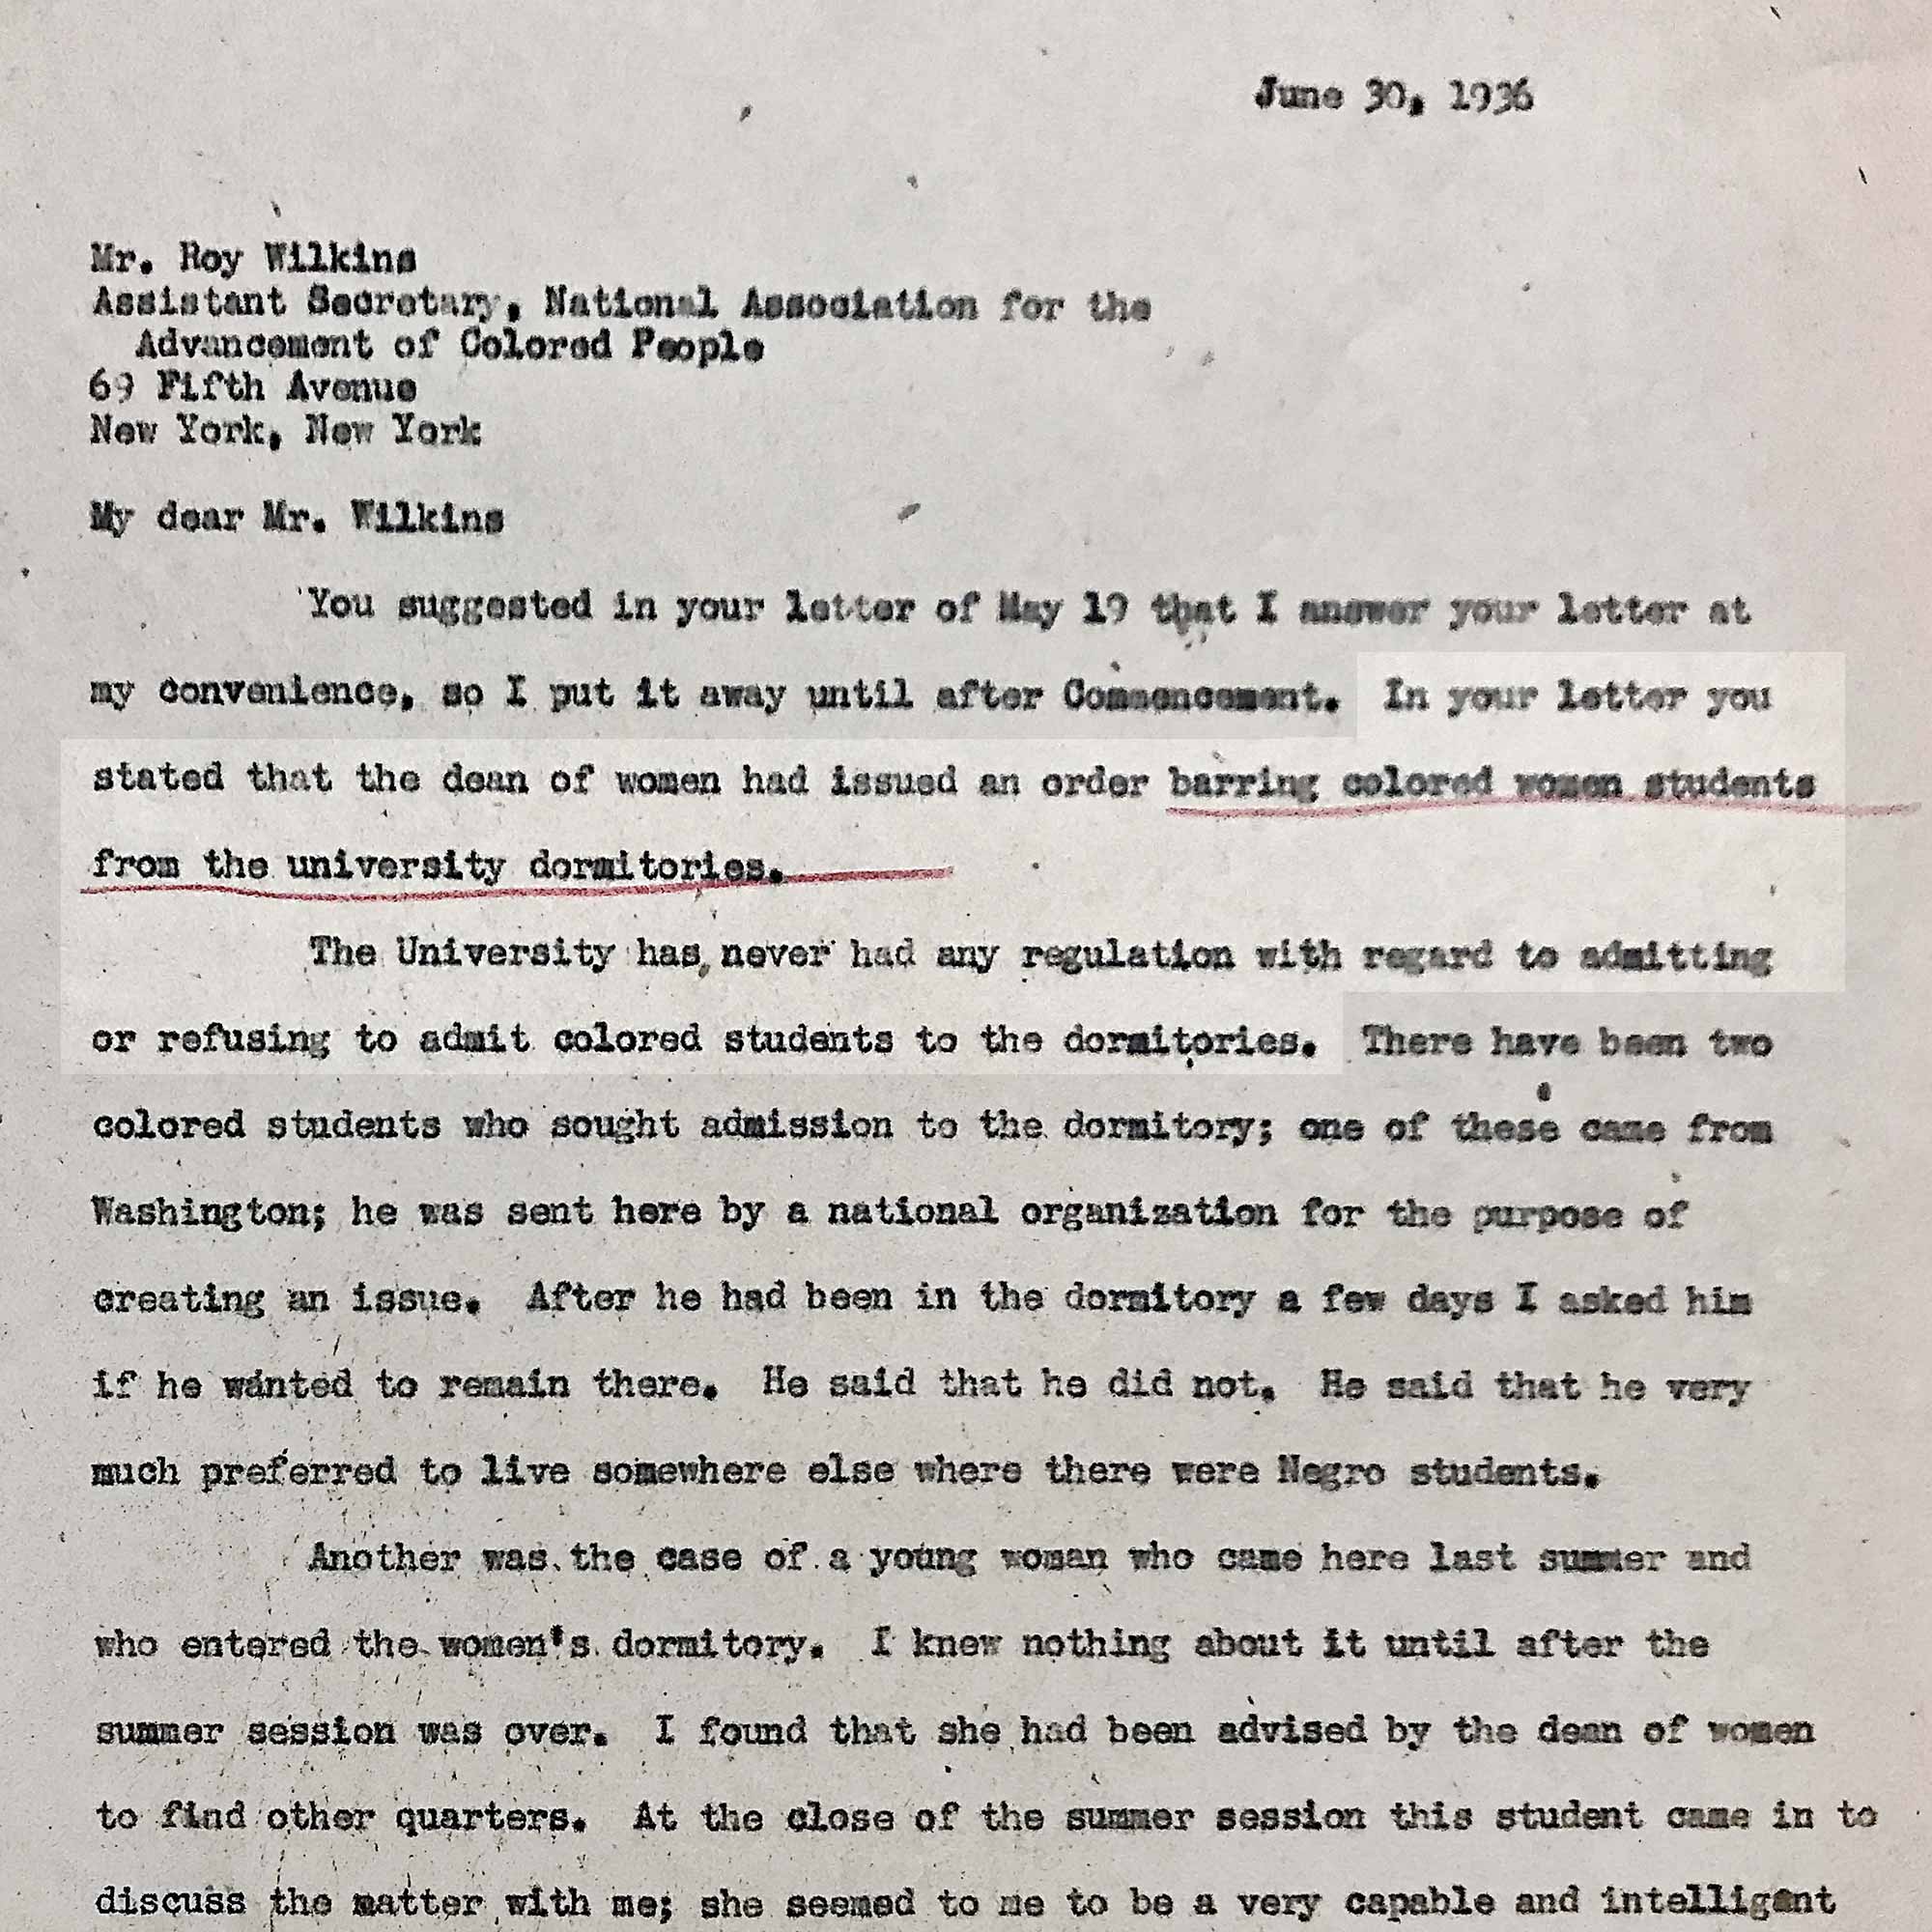 June 30, 1936
Mr. Roy Wilkins
Assistant Secretary, National Association for the
Advancement of Colored People
69 Fifth Avenue
New York, New York
My dear Mr. Wilkins
You suggested in your letter of May 19 that I answer your letter at
my convenience, so I put it away until after Commencement. In your letter you
stated that the dean of women had issued an order barring colored women students
from the university dormitories.
The University has never had any regulation with regard to admitting
or refusing to admit colored students to the dormitories. There have been two
colored students who sought admission to the dormitory; one of these came from
Washington; he was sent here by a national organization for the purpose of
creating an issue. After he had been in the dormitory a few days I asked him
if he wanted to remain there. He said that he did not. He said that he very
much preferred to live somewhere else where there were Negro students.
Another was the case of a young woman who came here last summer and
who entered the women's dormitory. I knew nothing about it until after the
summer session was over. I found that she had been advised by the dean of women
to find other quarters. At the close of the summer session this student came in to
discuss the matter with me; she seemed to me to be a very capable and intelligent